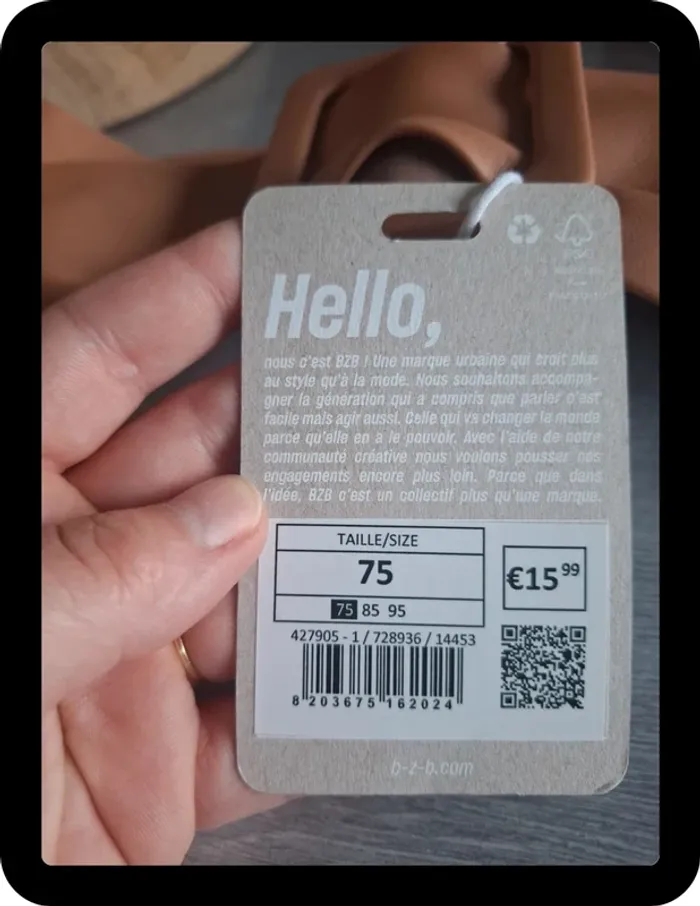 Hello,
nous c'est BZB ! Une marque urbaine qui croit plus
au style qu'à la mode. Nous souhaitons accompa-
gner la génération qui a compris que parler c'est
facile mais agir aussi. Celle qui va changer le monde
parce qu'elle en a le pouvoir. Avec l'aide de notre
communauté créative nous voulons pousser nos
engagements encore plus loin. Parce que dans
l'idée, BZB c'est un collectif plus qu'une marque.
TAILLE/SIZE
75
€15 99
75 85 95
427905 - 1 / 728936 / 14453
8 203675 162024
b-z-b.com